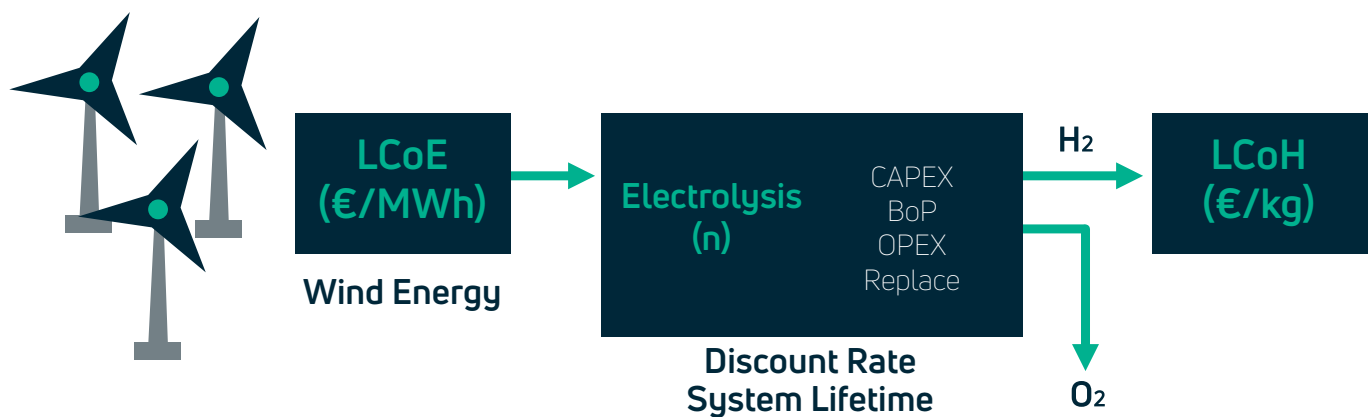 LCoE
(€/MWh)
Wind Energy
Electrolysis
(n)
CAPEX
BoP
OPEX
Replace
Discount Rate
System Lifetime
H₂
O₂
LCoH
(€/kg)